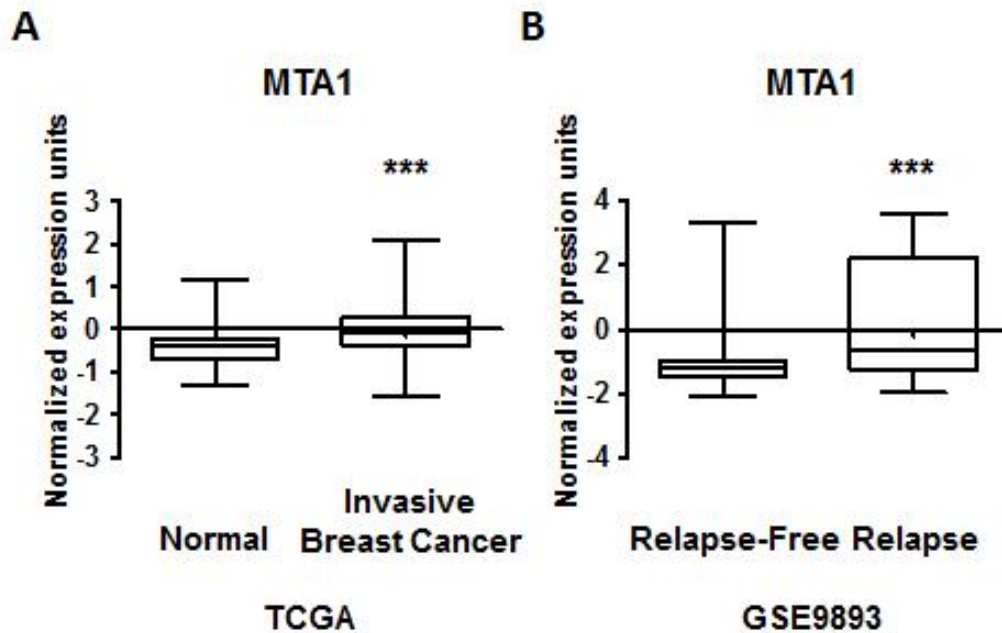 A
MTA1
***
Normalized expression units
3
2
1
0
-1
-2
-3
Normal
Invasive
Breast Cancer
TCGA
B
MTA1
***
Normalized expression units
4
2
0
-2
-4
Relapse-Free Relapse
GSE9893